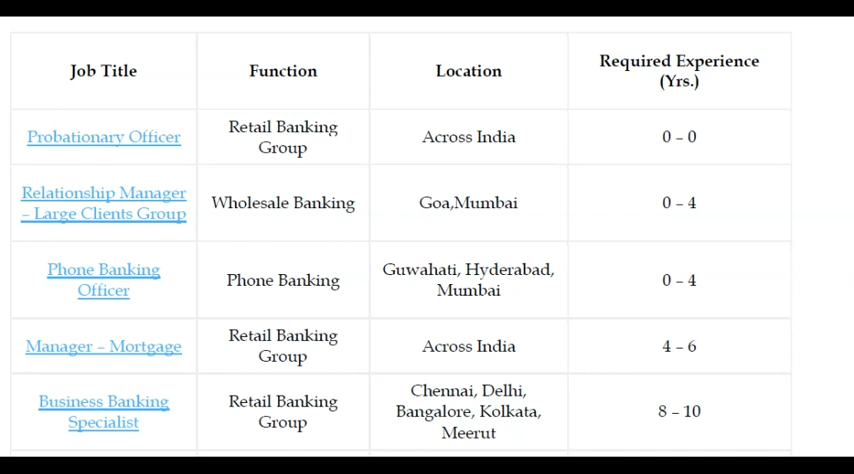 Job Title
Function
Location
Required Experience
(Yrs.)
Probationary Officer
Retail Banking
Group
Across India
0 – 0
Relationship Manager
– Large Clients Group
Wholesale Banking
Goa,Mumbai
0 – 4
Phone Banking
Officer
Phone Banking
Guwahati, Hyderabad,
Mumbai
0 – 4
Manager – Mortgage
Retail Banking
Group
Across India
4 – 6
Business Banking
Specialist
Retail Banking
Group
Chennai, Delhi,
Bangalore, Kolkata,
Meerut
8 – 10